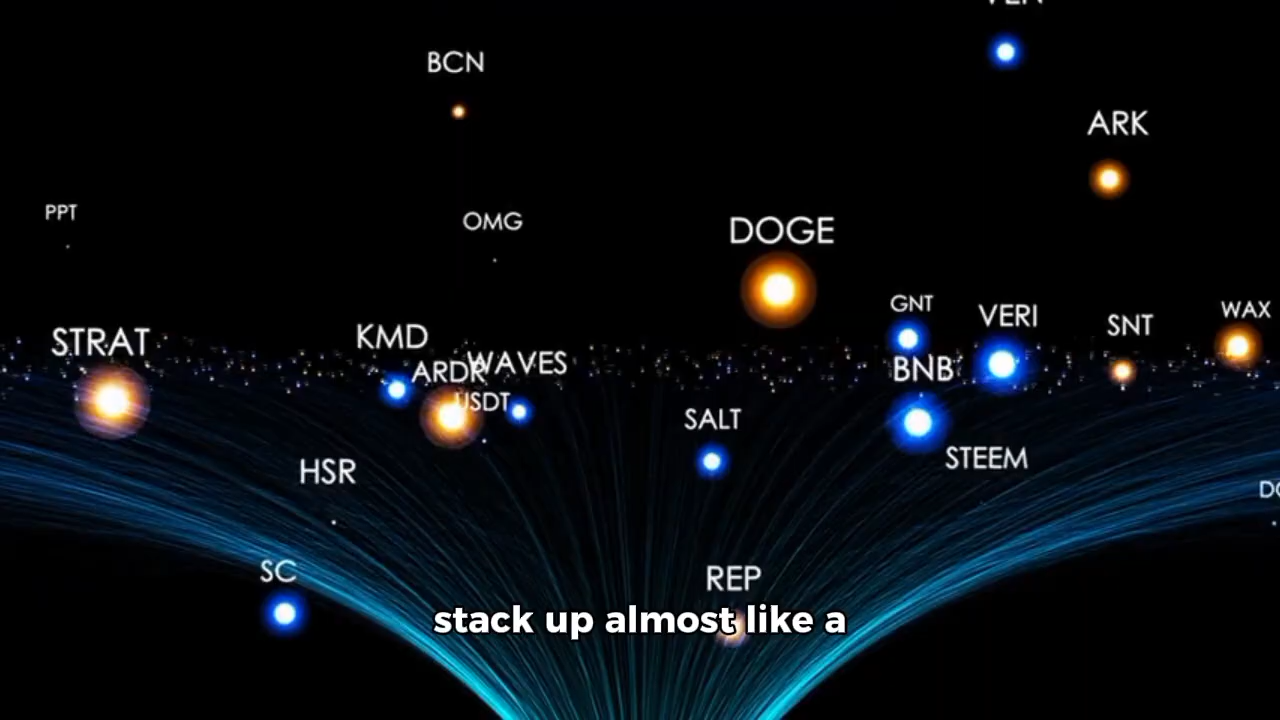 BCN
ARK
PPT
OMG
DOGE
GNT
VERI
SNT
WAX
STRAT
KMD
WAVES
ARDR
BNB
USDT
SALT
STEEM
HSR
SC
REP
stack up almost like a